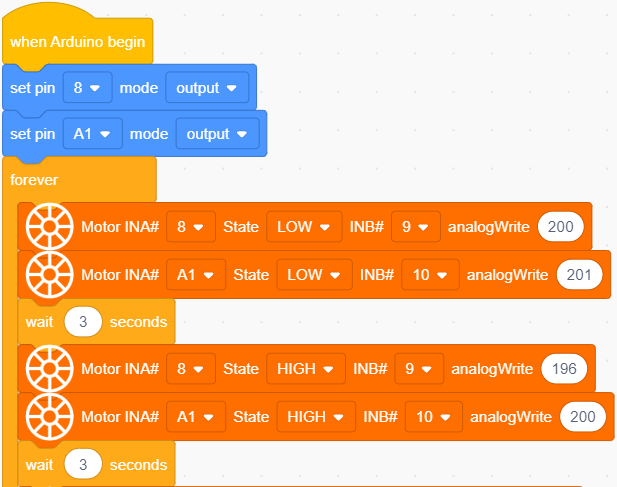 when Arduino begin
set pin 8 mode output
set pin A1 mode output
forever
Motor INA# 8 State LOW INB# 9 analogWrite 200
Motor INA# A1 State LOW INB# 10 analogWrite 201
wait 3 seconds
Motor INA# 8 State HIGH INB# 9 analogWrite 196
Motor INA# A1 State HIGH INB# 10 analogWrite 200
wait 3 seconds